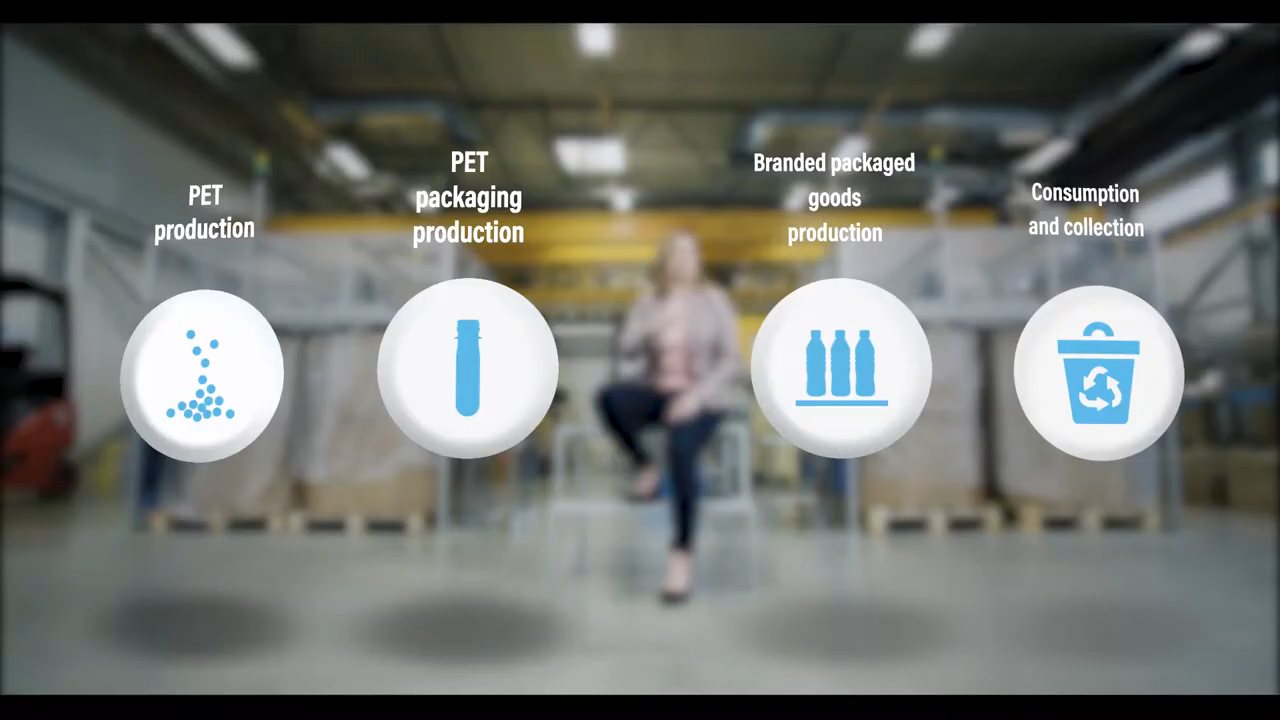 PET
production
PET
packaging
production
Branded packaged
goods
production
Consumption
and collection